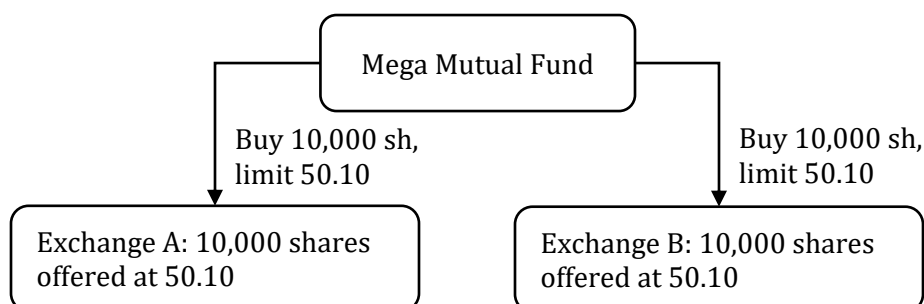 Mega Mutual Fund
Buy 10,000 sh,
limit 50.10
Buy 10,000 sh,
limit 50.10
Exchange A: 10,000 shares
offered at 50.10
Exchange B: 10,000 shares
offered at 50.10